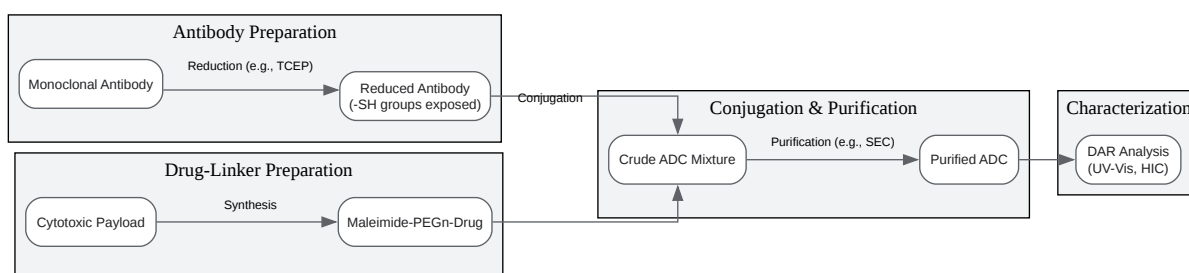 Antibody Preparation
Monoclonal Antibody
Reduction (e.g., TCEP)
Reduced Antibody
(-SH groups exposed)
Conjugation
Drug-Linker Preparation
Cytotoxic Payload
Synthesis
Maleimide-PEGn-Drug
Conjugation & Purification
Crude ADC Mixture
Purification (e.g., SEC)
Purified ADC
Characterization
DAR Analysis
(UV-Vis, HIC)